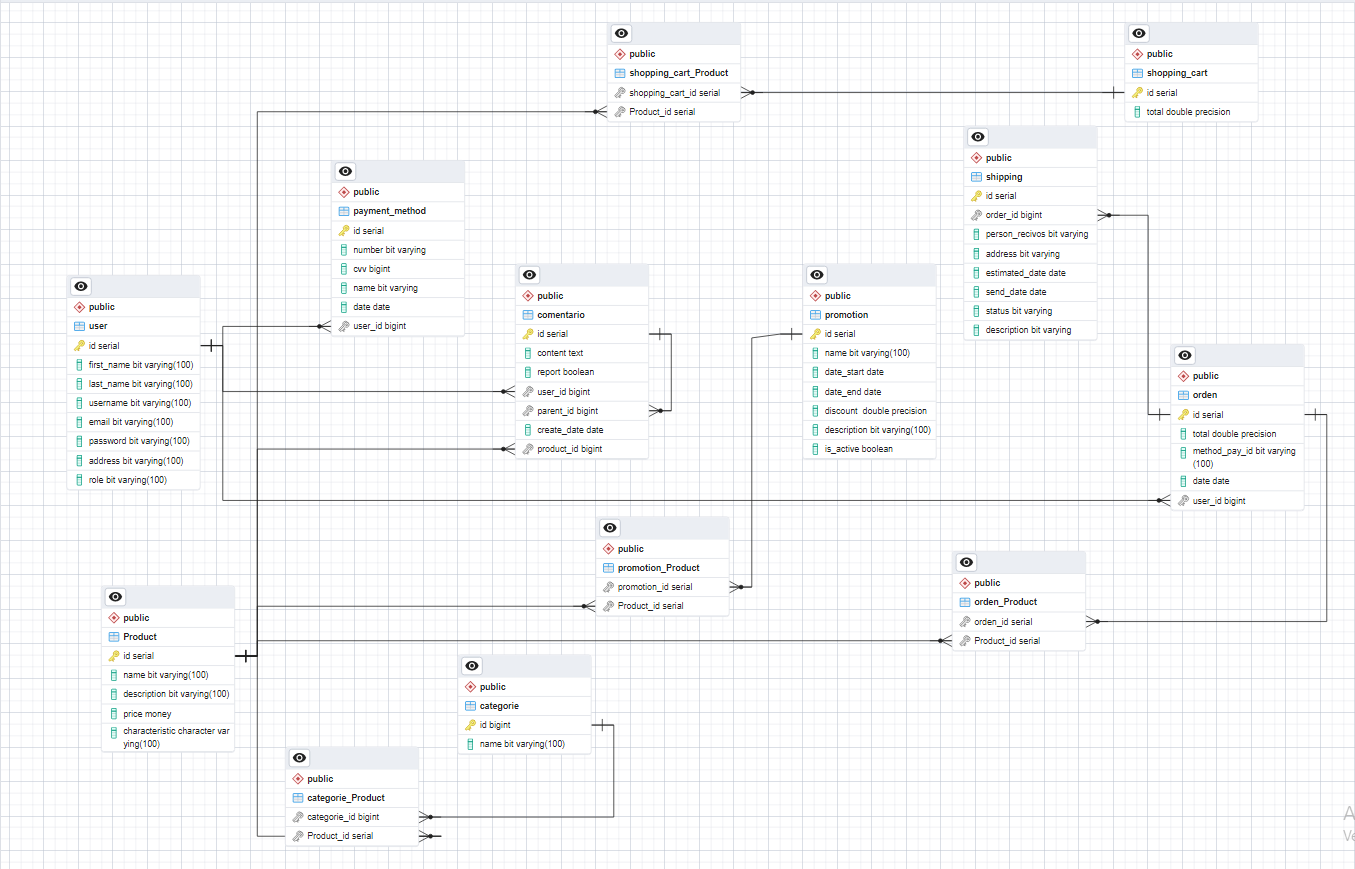 public
shopping_cart_Product
shopping_cart_id serial
Product_id serial
public
shopping_cart
id serial
total double precision
public
shipping
id serial
order_id bigint
person_recivos bit varying
address bit varying
estimated_date date
send_date date
status bit varying
description bit varying
public
payment_method
id serial
number bit varying
cvv bigint
name bit varying
date date
user_id bigint
public
user
id serial
first_name bit varying(100)
last_name bit varying(100)
username bit varying(100)
email bit varying(100)
password bit varying(100)
address bit varying(100)
role bit varying(100)
public
comentario
id serial
content text
report boolean
user_id bigint
parent_id bigint
create_date date
product_id bigint
public
promotion
id serial
name bit varying(100)
date_start date
date_end date
discount double precision
description bit varying(100)
is_active boolean
public
orden
id serial
total double precision
method_pay_id bit varying
(100)
date date
user_id bigint
public
promotion_Product
promotion_id serial
Product_id serial
public
orden_Product
orden_id serial
Product_id serial
public
Product
id serial
name bit varying(100)
description bit varying(100)
price money
characteristic character var
ying(100)
public
categorie
id bigint
name bit varying(100)
public
categorie_Product
categorie_id bigint
Product_id serial